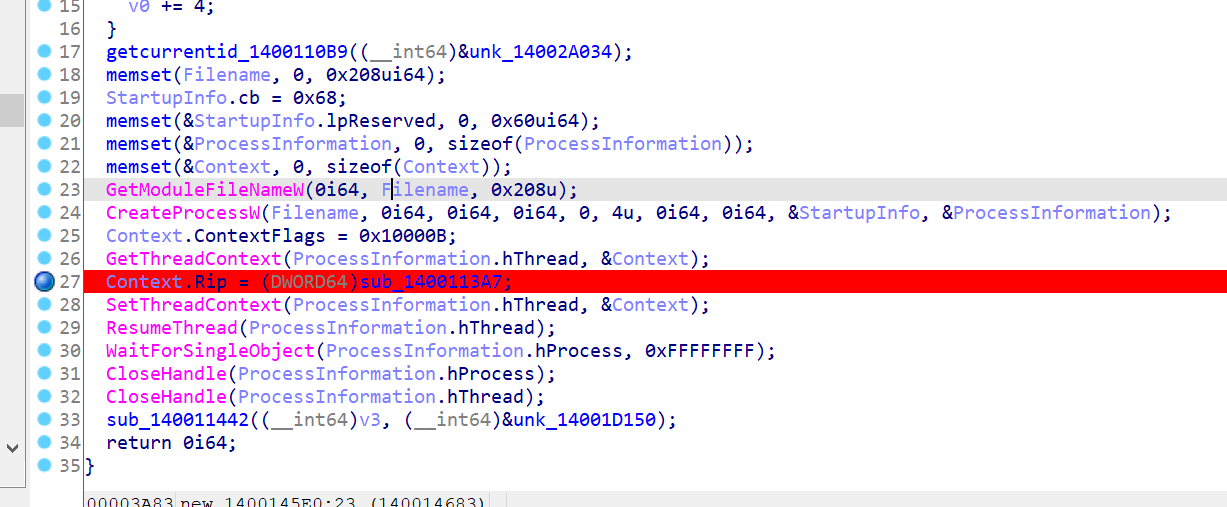 15 v0 += 4;
16 }
17 getcurrentid_1400110B9((__int64)&unk_14002A034);
18 memset(Filename, 0, 0x208ui64);
19 StartupInfo.cb = 0x68;
20 memset(&StartupInfo.lpReserved, 0, 0x60ui64);
21 memset(&ProcessInformation, 0, sizeof(ProcessInformation));
22 memset(&Context, 0, sizeof(Context));
23 GetModuleFileNameW(0i64, Filename, 0x208u);
24 CreateProcessW(Filename, 0i64, 0i64, 0i64, 0, 4u, 0i64, 0i64, &StartupInfo, &ProcessInformation);
25 Context.ContextFlags = 0x10000B;
26 GetThreadContext(ProcessInformation.hThread, &Context);
27 Context.Rip = (DWORD64)sub_1400113A7;
28 SetThreadContext(ProcessInformation.hThread, &Context);
29 ResumeThread(ProcessInformation.hThread);
30 WaitForSingleObject(ProcessInformation.hProcess, 0xFFFFFFFF);
31 CloseHandle(ProcessInformation.hProcess);
32 CloseHandle(ProcessInformation.hThread);
33 sub_140011442((__int64)v3, (__int64)&unk_14001D150);
34 return 0i64;
35 }
00003A83 new_1400145E0:23 (140014683)